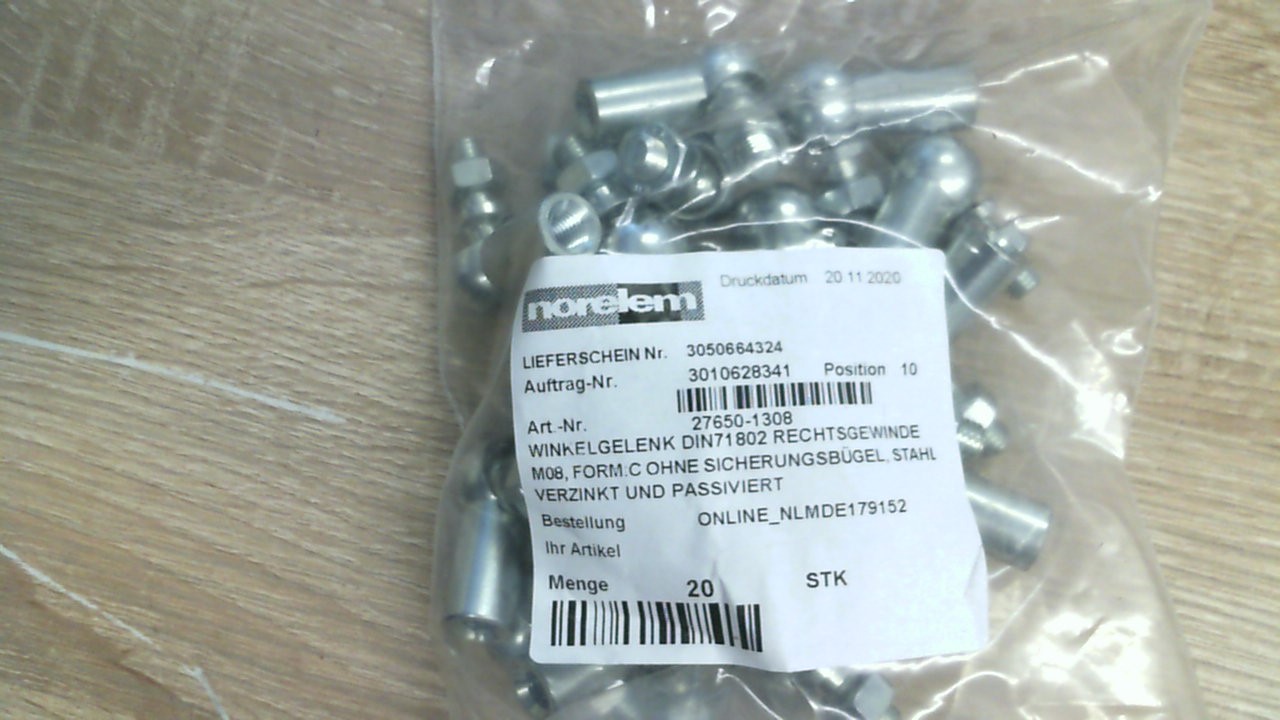 Druckdatum 20 11 2020
norelem
LIEFERSCHEIN Nr. 3050664324
Auftrag-Nr. 3010628341 Position 10
Art.-Nr. 27650-1308
WINKELGELENK DIN71802 RECHTSGEWINDE
M08, FORM:C OHNE SICHERUNGSBÜGEL, STAHL
VERZINKT UND PASSIVIERT
Bestellung ONLINE_NLMDE179152
Ihr Artikel
Menge 20 STK